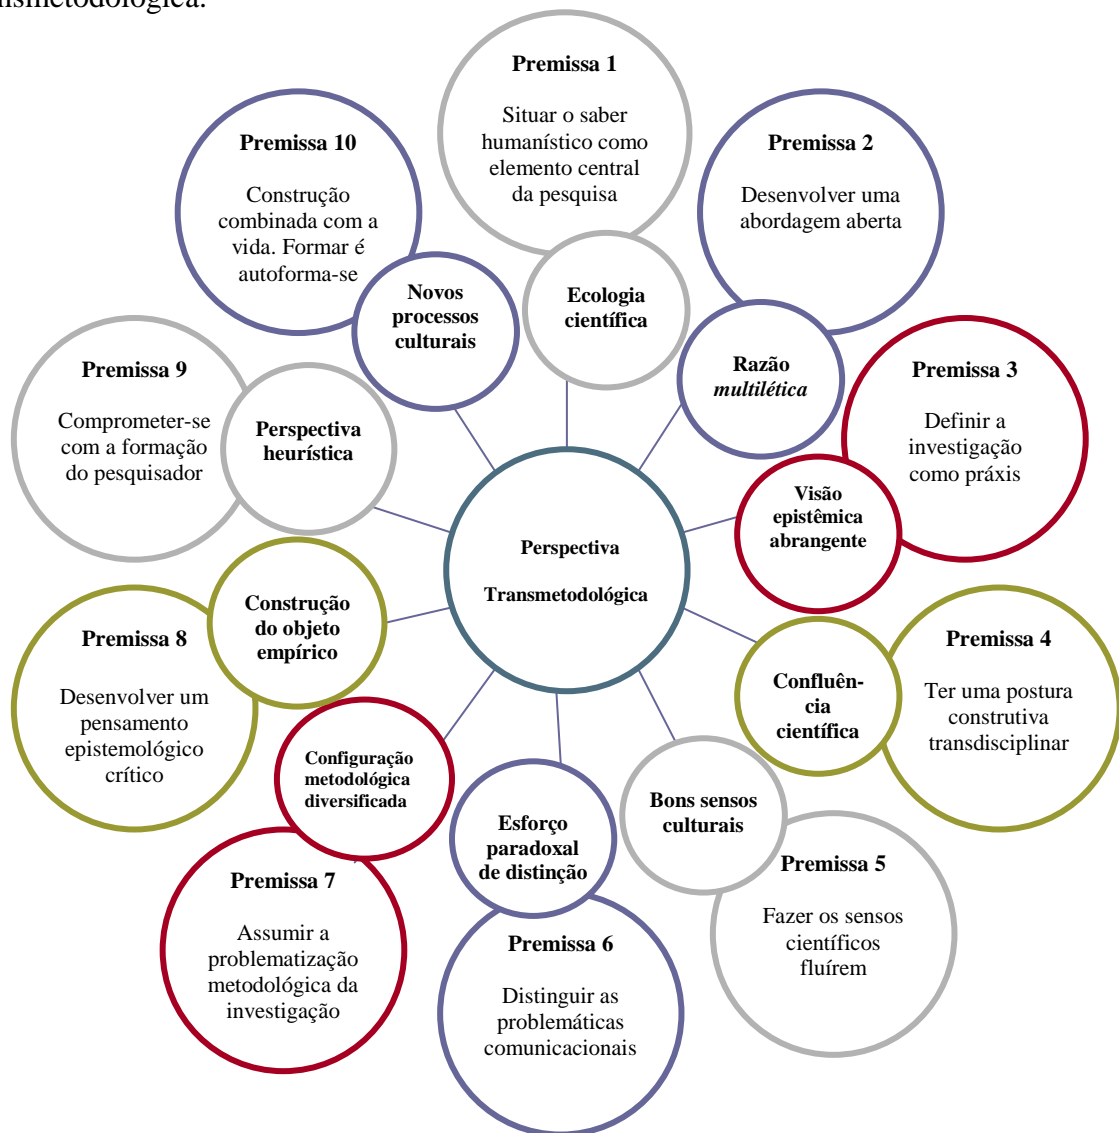 nsmetodológica.
Premissa 1
Situar o saber
humanístico como
elemento central
da pesquisa
Ecologia
científica
Premissa 2
Desenvolver uma
abordagem aberta
Razão
multilética
Premissa 3
Definir a
investigação
como práxis
Visão
epistêmica
abrangente
Premissa 4
Ter uma postura
construtiva
transdisciplinar
Confluên-
cia
científica
Premissa 5
Fazer os sensos
científicos
fluírem
Bons sensos
culturais
Premissa 6
Distinguir as
problemáticas
comunicacionais
Esforço
paradoxal
de distinção
Premissa 7
Assumir a
problematização
metodológica da
investigação
Configuração
metodológica
diversificada
Premissa 8
Desenvolver um
pensamento
epistemológico
crítico
Construção
do objeto
empírico
Premissa 9
Comprometer-se
com a formação
do pesquisador
Perspectiva
heurística
Premissa 10
Construção
combinada com a
vida. Formar é
autoforma-se
Novos
processos
culturais
Perspectiva
Transmetodológica